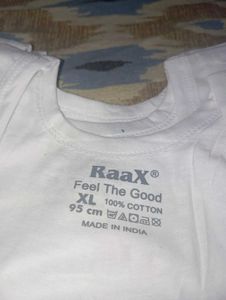 RaaX®
Feel The Good
XL 100% COTTON
95 cm
MADE IN INDIA